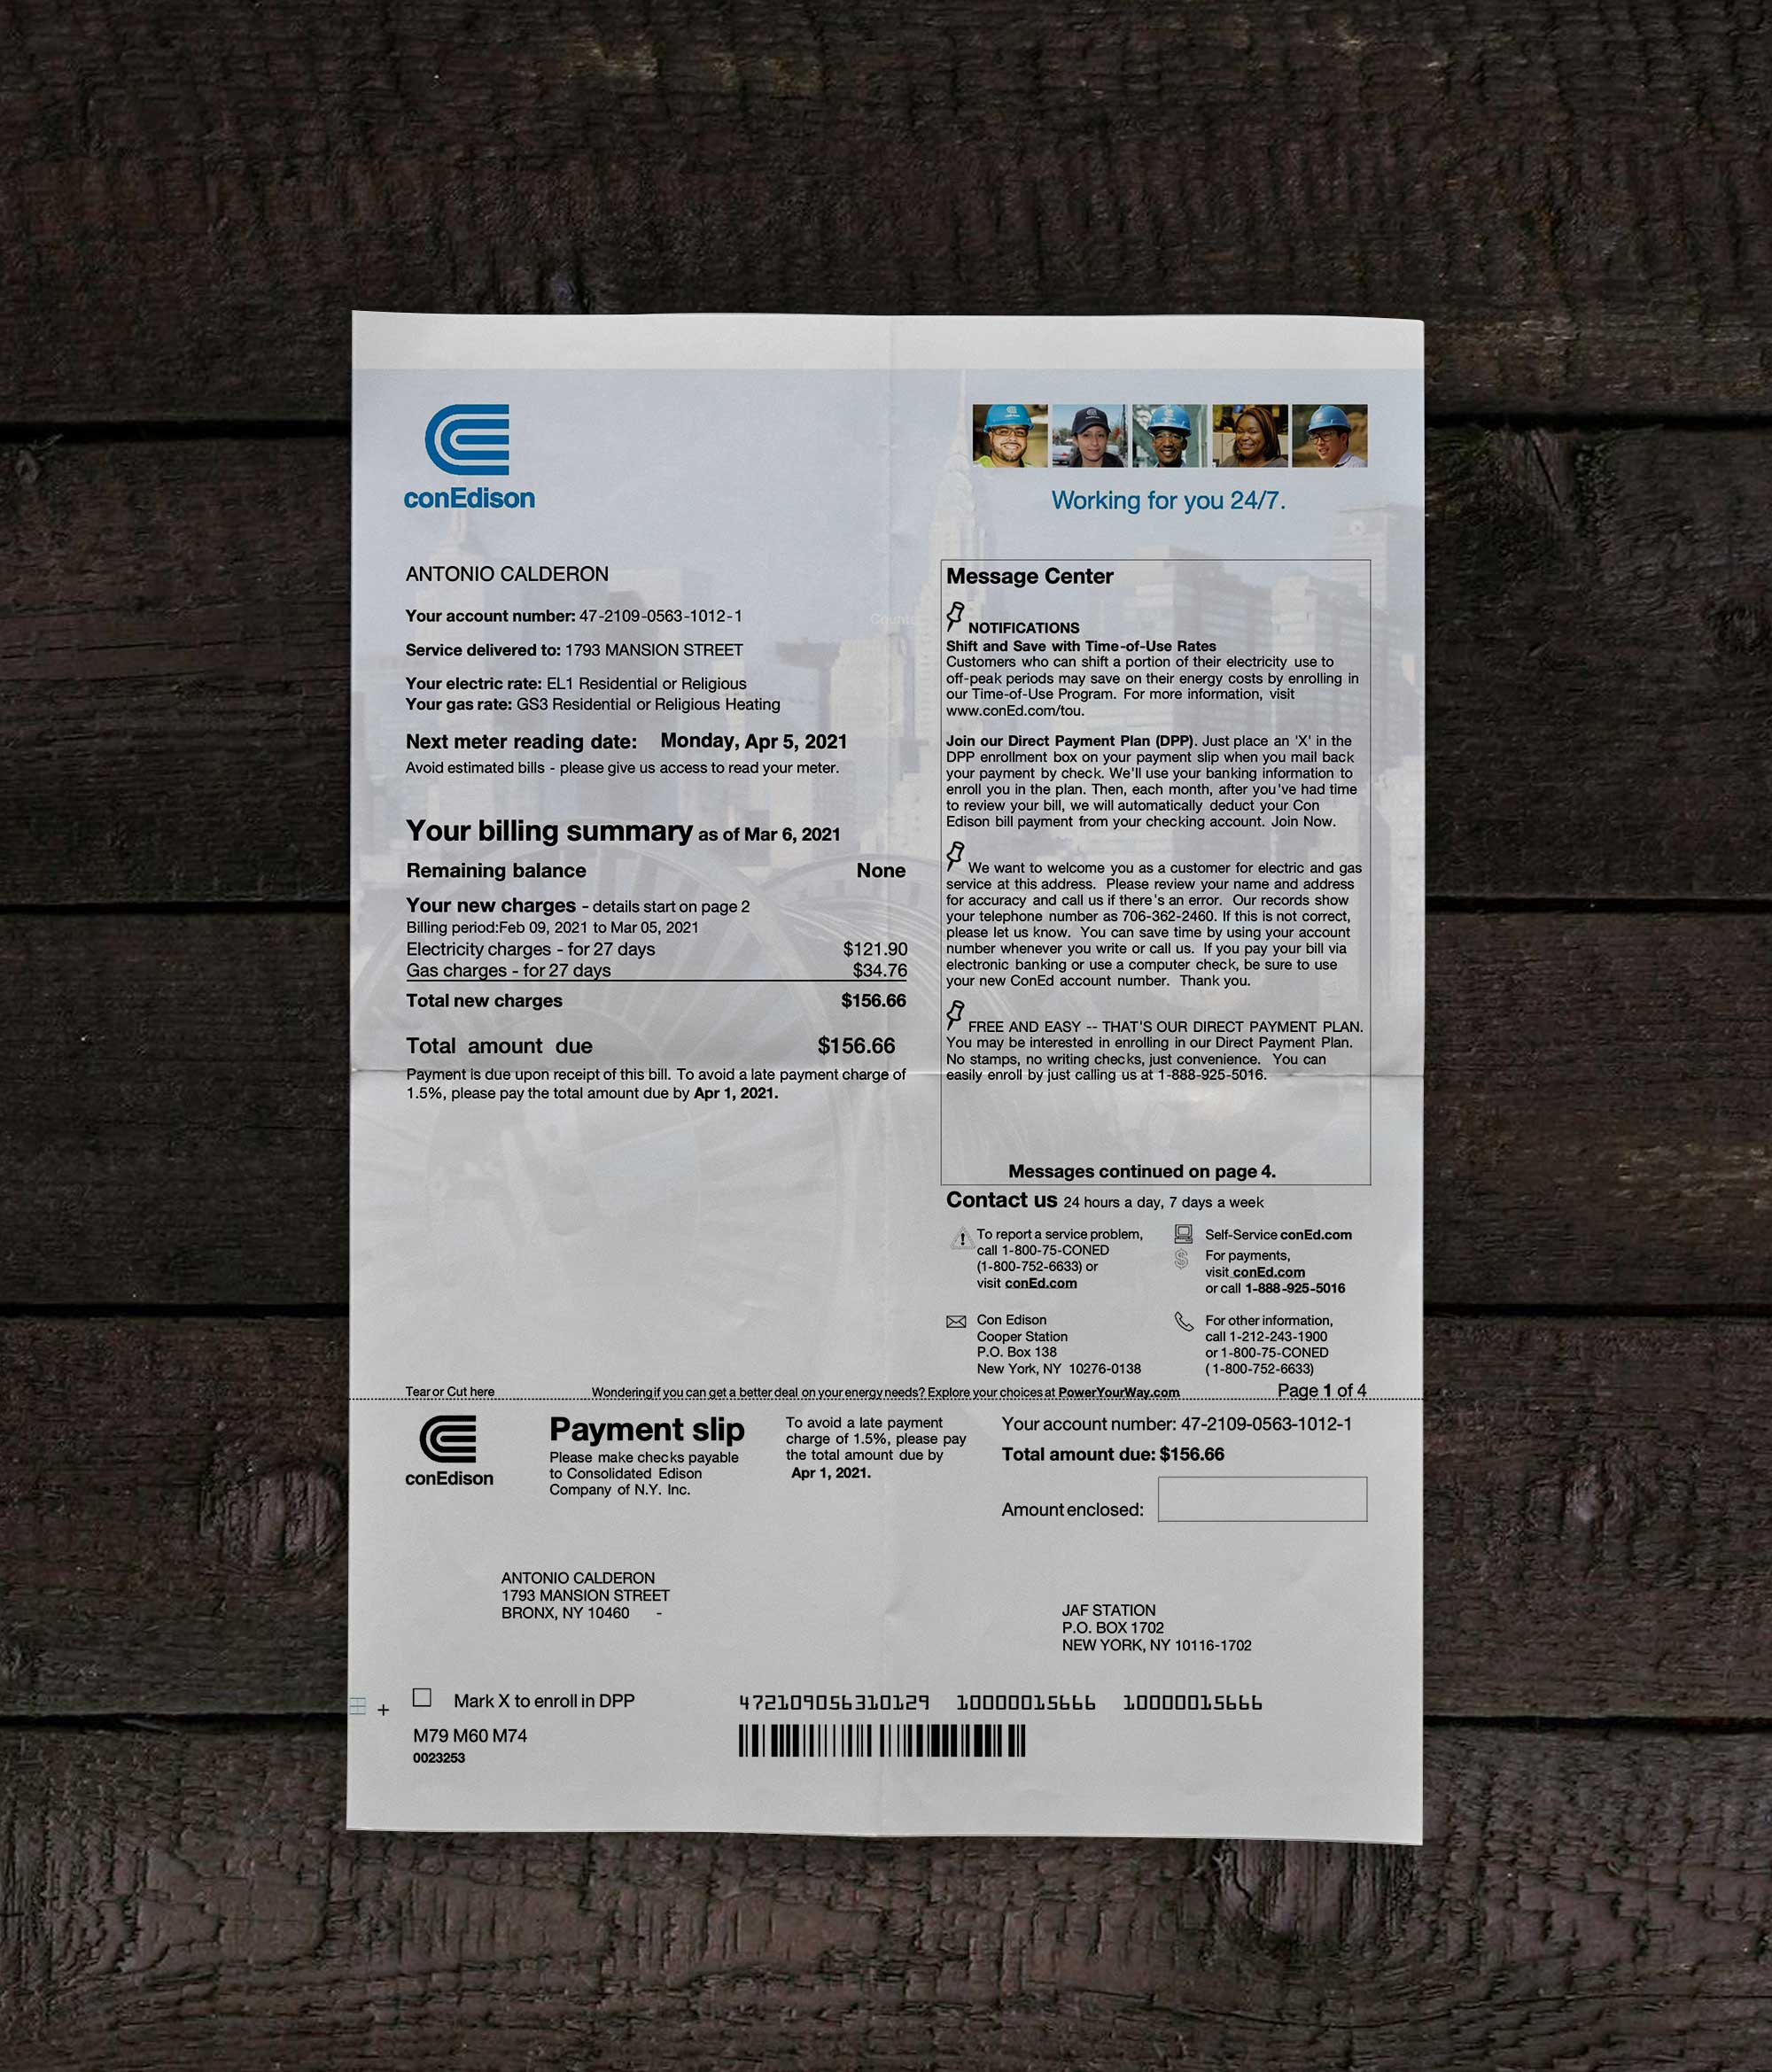 conEdison
Working for you 24/7.
ANTONIO CALDERON
Your account number: 47-2109-0563-1012-1
Service delivered to: 1793 MANSION STREET
Your electric rate: EL1 Residential or Religious
Your gas rate: GS3 Residential or Religious Heating
Next meter reading date: Monday, Apr 5, 2021
Avoid estimated bills - please give us access to read your meter.
Your billing summary as of Mar 6, 2021
Remaining balance None
Your new charges - details start on page 2
Billing period:Feb 09, 2021 to Mar 05, 2021
Electricity charges - for 27 days $121.90
Gas charges - for 27 days $34.76
Total new charges $156.66
Total amount due $156.66
Payment is due upon receipt of this bill. To avoid a late payment charge of
1.5%, please pay the total amount due by Apr 1, 2021.
Message Center
NOTIFICATIONS
Shift and Save with Time-of-Use Rates
Customers who can shift a portion of their electricity use to
off-peak periods may save on their energy costs by enrolling in
our Time-of-Use Program. For more information, visit
www.conEd.com/tou.
Join our Direct Payment Plan (DPP). Just place an 'X' in the
DPP enrollment box on your payment slip when you mail back
your payment by check. We'll use your banking information to
enroll you in the plan. Then, each month, after you've had time
to review your bill, we will automatically deduct your Con
Edison bill payment from your checking account. Join Now.
We want to welcome you as a customer for electric and gas
service at this address. Please review your name and address
for accuracy and call us if there's an error. Our records show
your telephone number as 706-362-2460. If this is not correct,
please let us know. You can save time by using your account
number whenever you write or call us. If you pay your bill via
electronic banking or use a computer check, be sure to use
your new ConEd account number. Thank you.
FREE AND EASY -- THAT'S OUR DIRECT PAYMENT PLAN.
You may be interested in enrolling in our Direct Payment Plan.
No stamps, no writing checks, just convenience. You can
easily enroll by just calling us at 1-888-925-5016.
Messages continued on page 4.
Contact us 24 hours a day, 7 days a week
To report a service problem,
call 1-800-75-CONED
(1-800-752-6633) or
visit conEd.com
Self-Service conEd.com
For payments,
visit conEd.com
or call 1-888-925-5016
Con Edison
Cooper Station
P.O. Box 138
New York, NY 10276-0138
For other information,
call 1-212-243-1900
or 1-800-75-CONED
( 1-800-752-6633)
Tear or Cut here
Wondering if you can get a better deal on your energy needs? Explore your choices at PowerYourWay.com
Page 1 of 4
conEdison
Payment slip
Please make checks payable
to Consolidated Edison
Company of N.Y. Inc.
To avoid a late payment
charge of 1.5%, please pay
the total amount due by
Apr 1, 2021.
Your account number: 47-2109-0563-1012-1
Total amount due: $156.66
Amount enclosed:
ANTONIO CALDERON
1793 MANSION STREET
BRONX, NY 10460 -
JAF STATION
P.O. BOX 1702
NEW YORK, NY 10116-1702
+ Mark X to enroll in DPP
472109056310129 10000015666 10000015666
M79 M60 M74
0023253